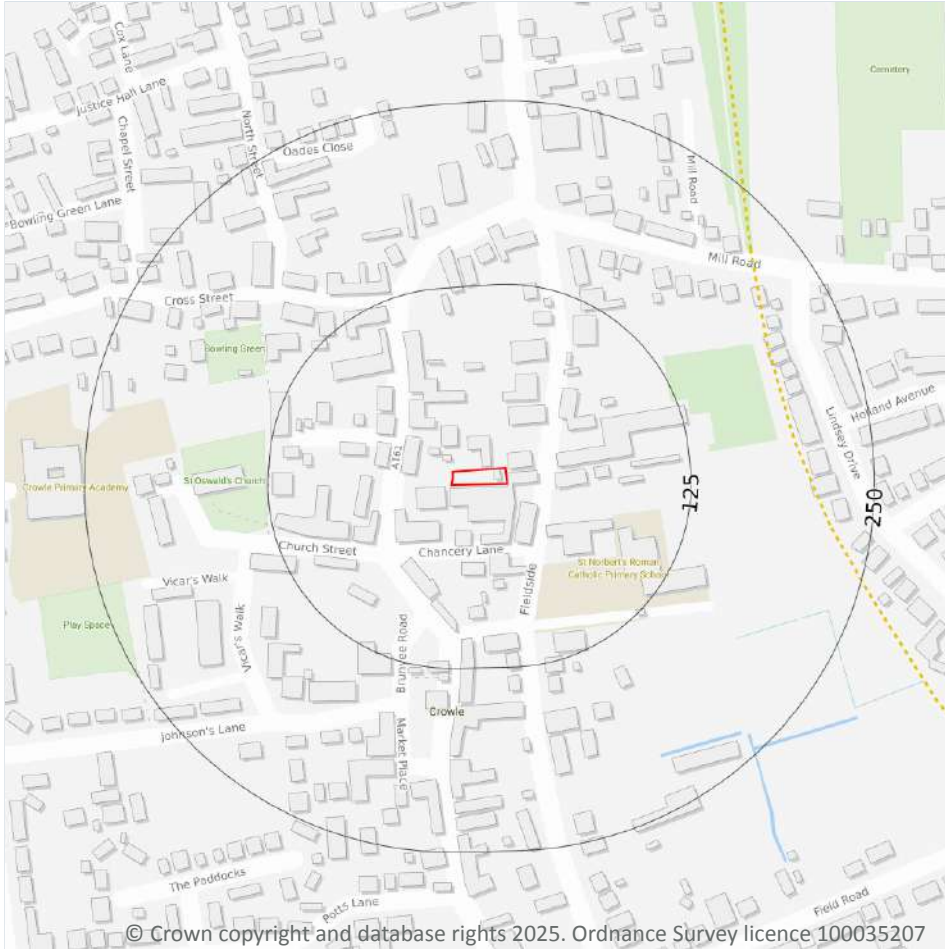 Cox Lane
Justice Hall Lane
Chapel Street
North Street
Cemetery
Oades Close
Mill Road
Bowling Green Lane
Mill Road
Cross Street
Bowling Green
Holland Avenue
Lindsey Drive
A161
St Oswald's Church
Crowle Primary Academy
125
250
Church Street
Chancery Lane
St Norbert's Roman
Catholic Primary School
Vicar's Walk
Fieldside
Play Space
Vicar's Walk
Brunyee Road
Crowle
Johnson's Lane
Market Place
The Paddocks
Potts Lane
Field Road
© Crown copyright and database rights 2025. Ordnance Survey licence 100035207